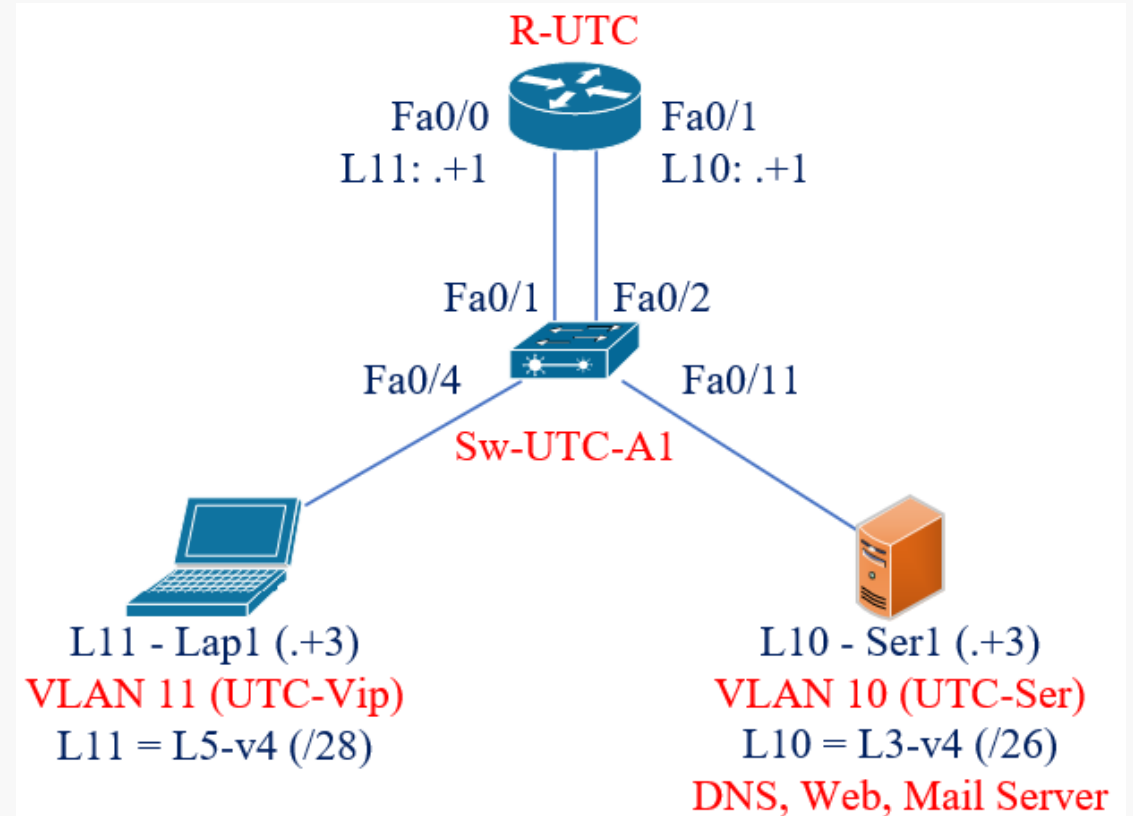 R-UTC
Fa0/0
Fa0/1
L11: .+1
L10: .+1
Fa0/1
Fa0/2
Fa0/4
Fa0/11
Sw-UTC-A1
L11 - Lap1 (.+3)
VLAN 11 (UTC-Vip)
L11 = L5-v4 (/28)
L10 - Ser1 (.+3)
VLAN 10 (UTC-Ser)
L10 = L3-v4 (/26)
DNS, Web, Mail Server